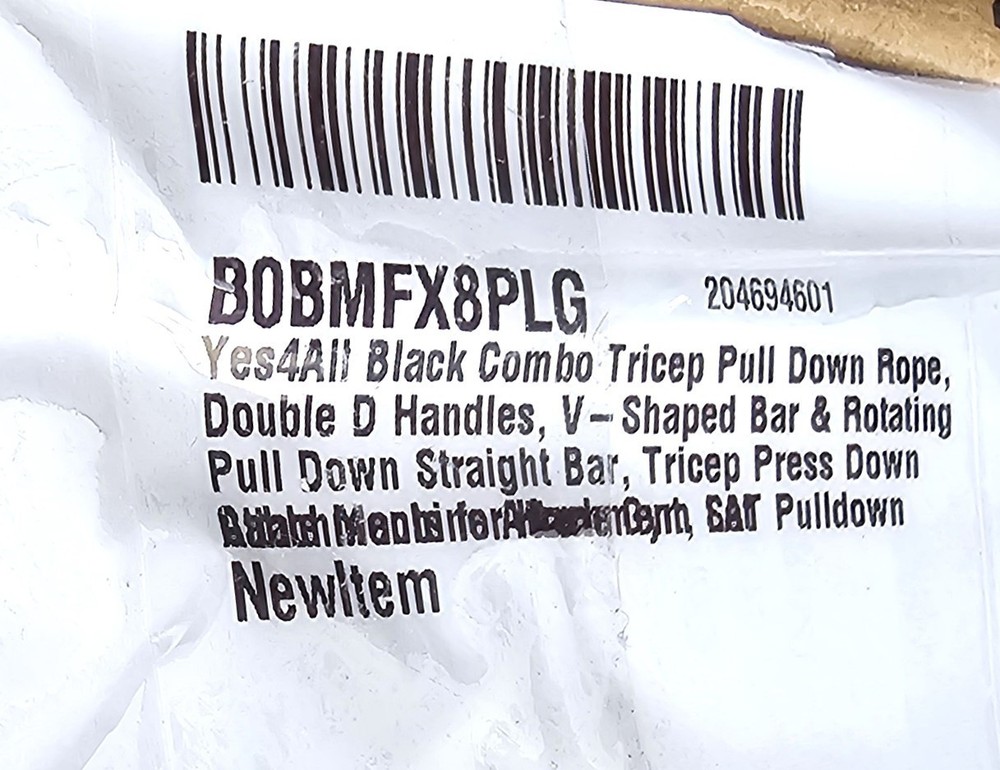 B0BMFX8PLG
204694601
Yes4All Black Combo Tricep Pull Down Rope,
Double D Handles, V– Shaped Bar & Rotating
Pull Down Straight Bar, Tricep Press Down
Pulldown
NewItem